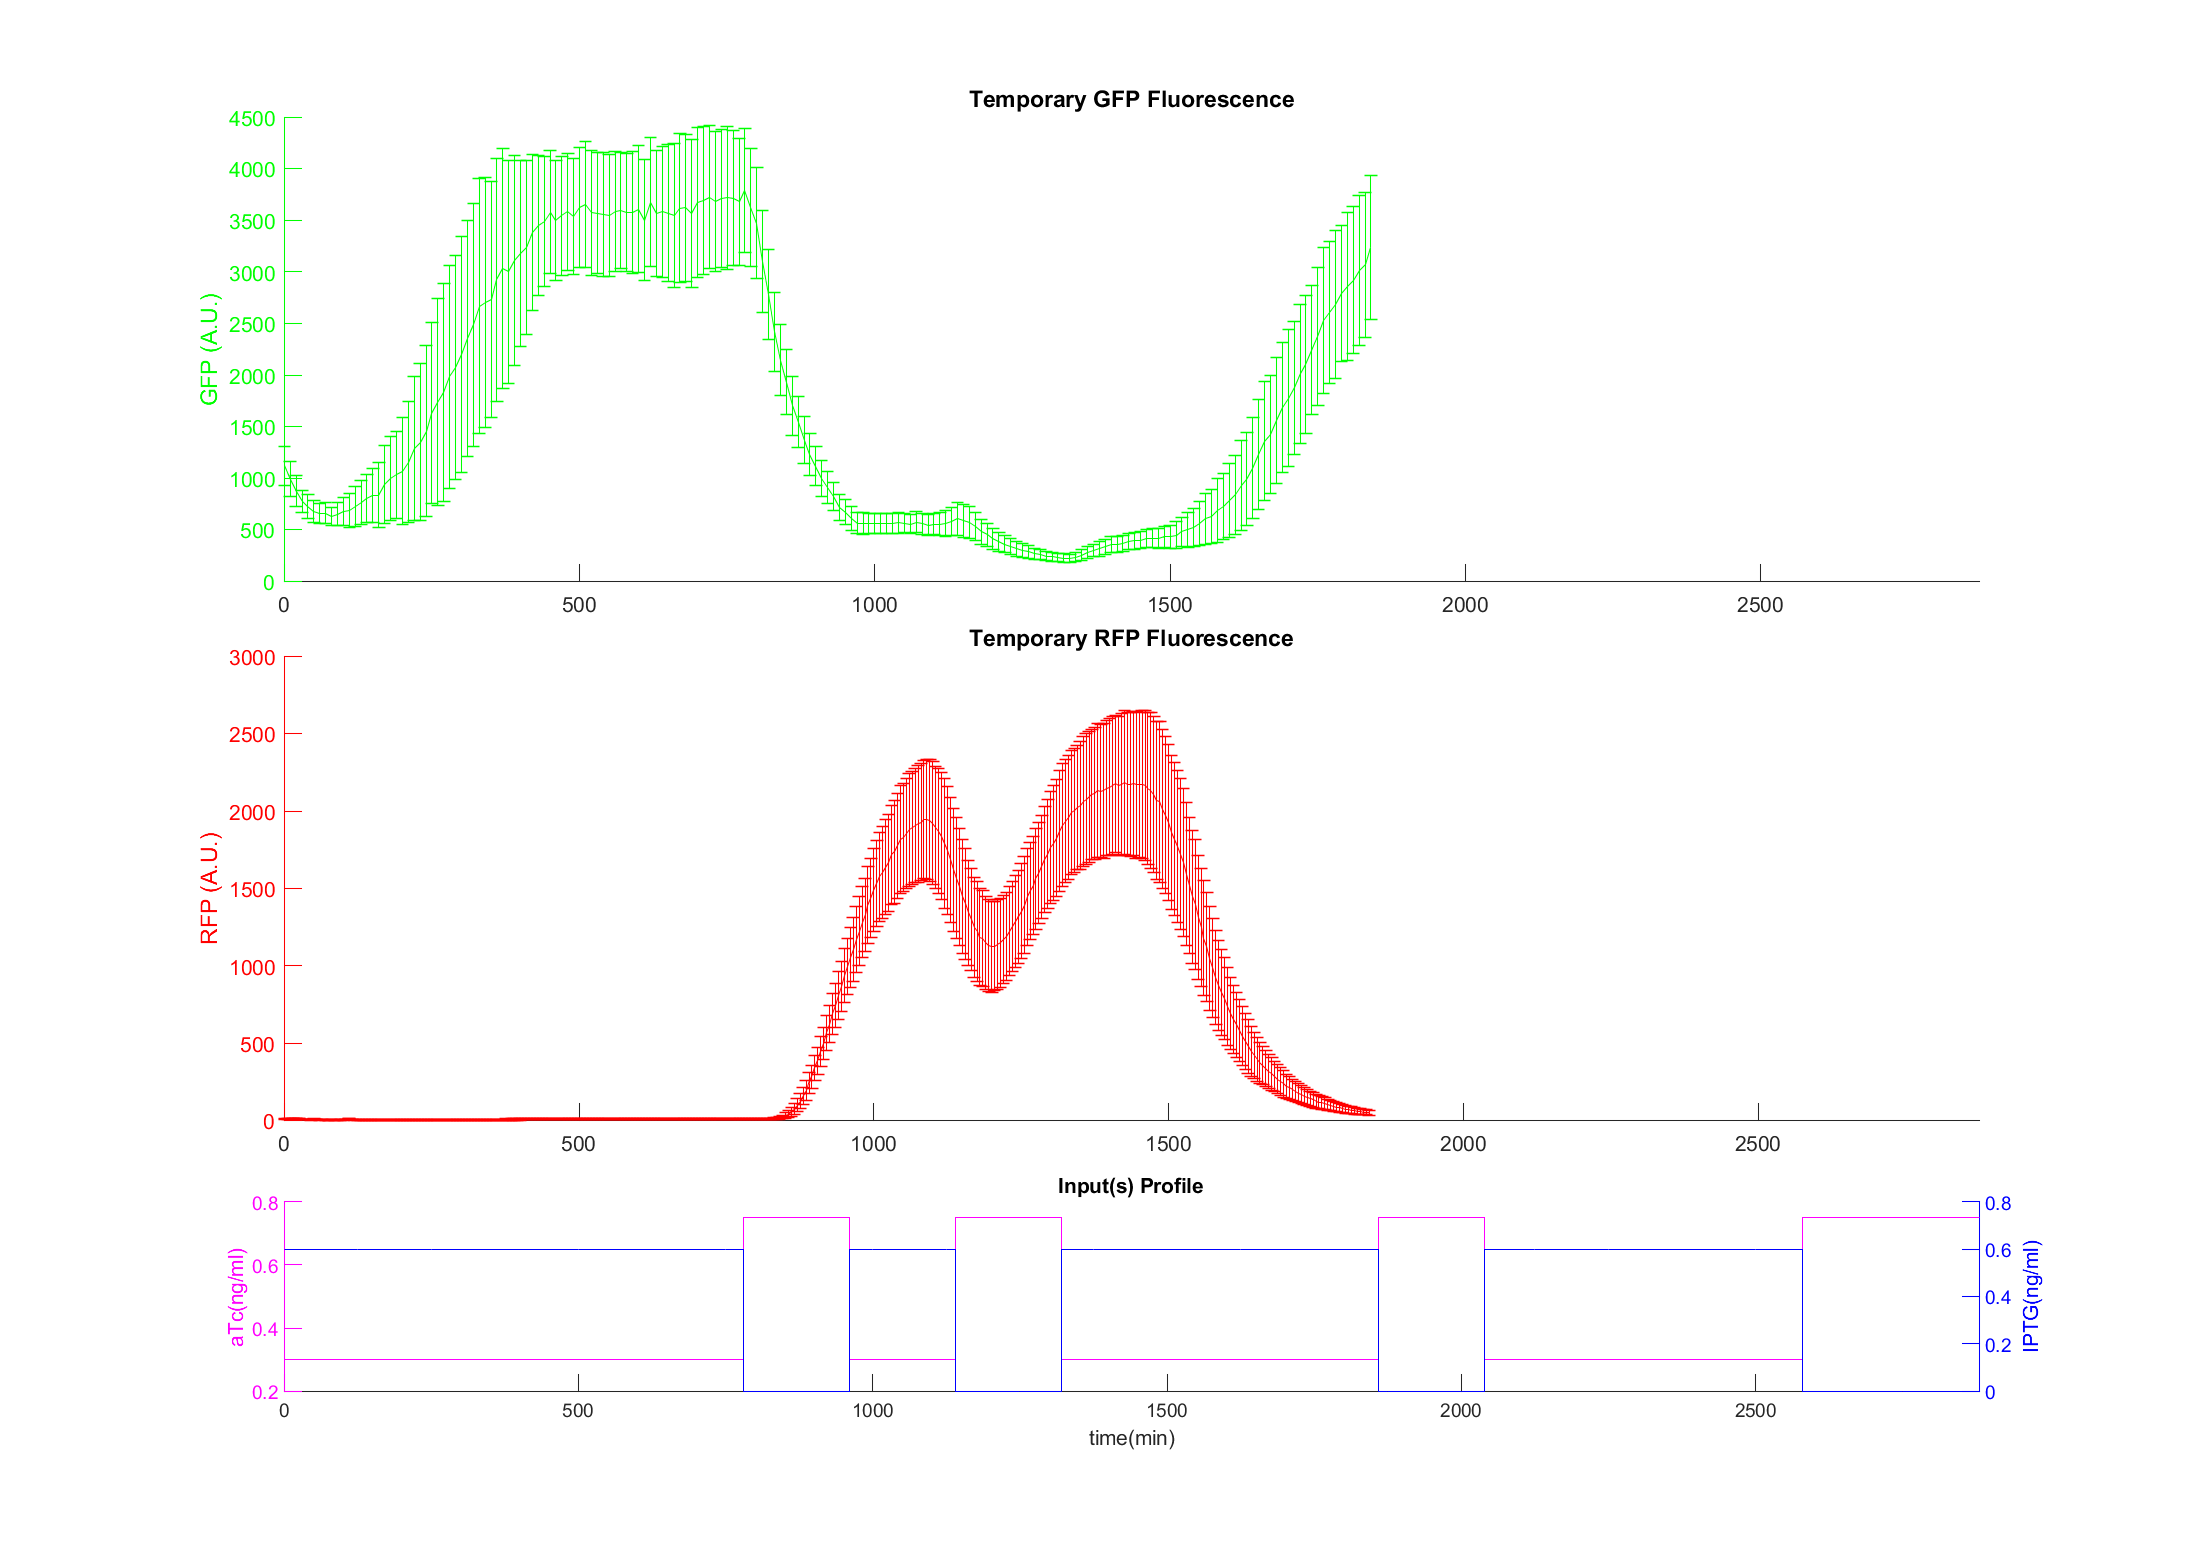 Temporary GFP Fluorescence
GFP (A.U.)
4500
4000
3500
3000
2500
2000
1500
1000
500
0
0 500 1000 1500 2000 2500
Temporary RFP Fluorescence
RFP (A.U.)
3000
2500
2000
1500
1000
500
0
0 500 1000 1500 2000 2500
Input(s) Profile
aTc(ng/ml)
0.8
0.6
0.4
0.2
0.8
0.6
0.4
0.2
0
IPTG(ng/ml)
0 500 1000 1500 2000 2500
time(min)